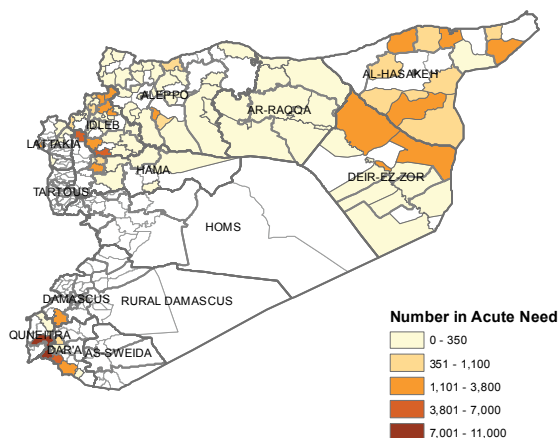 AL-HASAKEH
ALEPPO
AR-RAQQA
IDLEB
LATTAKIA
HAMA
DEIR-EZ-ZOR
TARTOUS
HOMS
DAMASCUS
RURAL DAMASCUS
QUNEITRA
DAR'A
AS-SWEIDA
Number in Acute Need
0 - 350
351 - 1,100
1,101 - 3,800
3,801 - 7,000
7,001 - 11,000